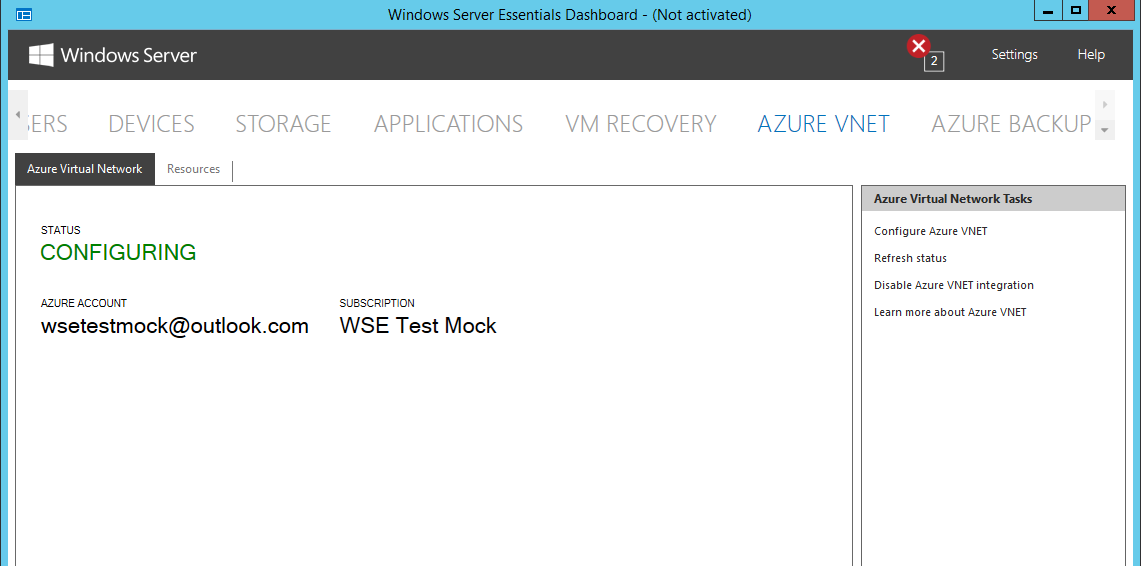 Windows Server Essentials Dashboard - (Not activated)
Windows Server
2
Settings
Help
DEVICES
STORAGE
APPLICATIONS
VM RECOVERY
AZURE VNET
AZURE BACKUP
Azure Virtual Network
Resources
STATUS
CONFIGURING
AZURE ACCOUNT
SUBSCRIPTION
wsetestmock@outlook.com
WSE Test Mock
Azure Virtual Network Tasks
Configure Azure VNET
Refresh status
Disable Azure VNET integration
Learn more about Azure VNET